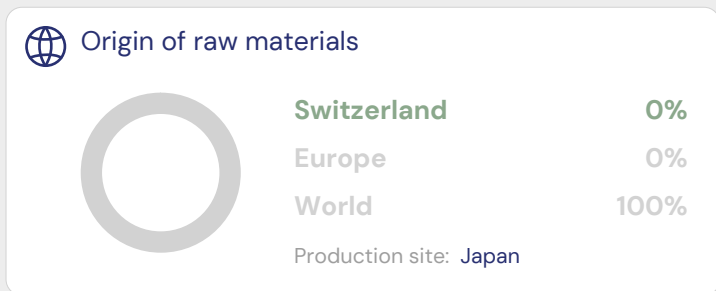 Origin of raw materials
Switzerland 0%
Europe 0%
World 100%
Production site: Japan